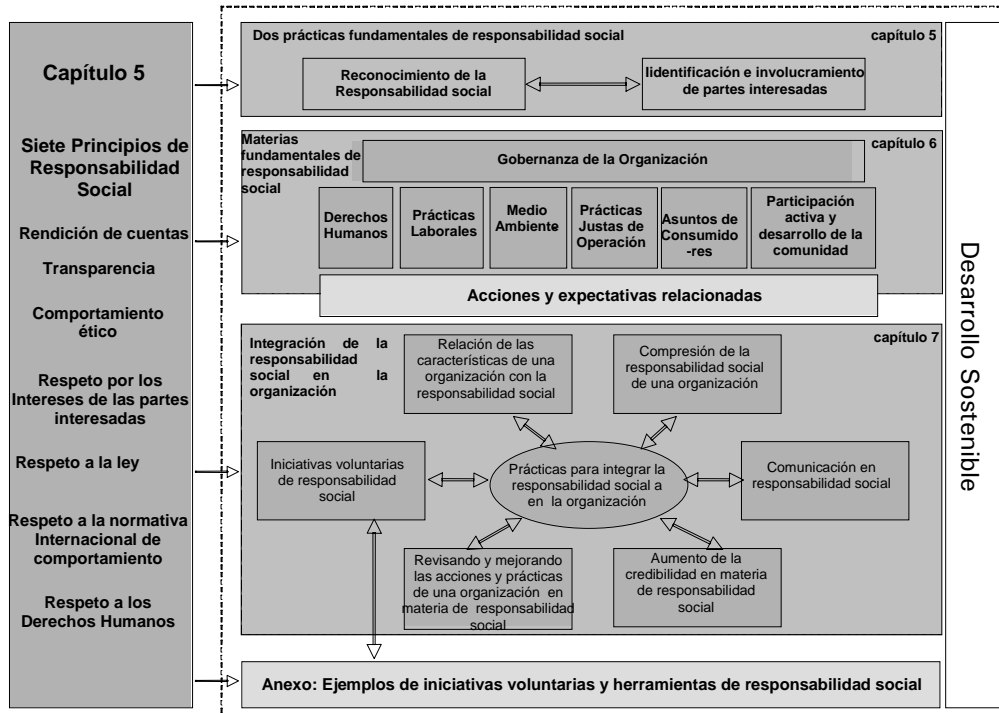 Capítulo 5
Siete Principios de
Responsabilidad
Social
Rendición de cuentas
Transparencia
Comportamiento
ético
Respeto por los
Intereses de las partes
interesadas
Respeto a la ley
Respeto a la normativa
Internacional de
comportamiento
Respeto a los
Derechos Humanos
Dos prácticas fundamentales de responsabilidad social
capítulo 5
Reconocimiento de la
Responsabilidad social
Iidentificación e involucramiento
de partes interesadas
Materias
fundamentales de
responsabilidad
social
capítulo 6
Gobernanza de la Organización
Derechos
Humanos
Prácticas
Laborales
Medio
Ambiente
Prácticas
Justas de
Operación
Asuntos de
Consumido
-res
Participación
activa y
desarrollo de la
comunidad
Acciones y expectativas relacionadas
Integración de la
responsabilidad
social en la
organización
capítulo 7
Relación de las
características de una
organización con la
responsabilidad social
Compresión de la
responsabilidad social
de una organización
Iniciativas voluntarias
de responsabilidad
social
Prácticas para integrar la
responsabilidad social a
en la organización
Comunicación en
responsabilidad social
Revisando y mejorando
las acciones y prácticas
de una organización en
materia de responsabilidad
social
Aumento de la
credibilidad en materia
de responsabilidad
social
Anexo: Ejemplos de iniciativas voluntarias y herramientas de responsabilidad social
Desarrollo Sostenible